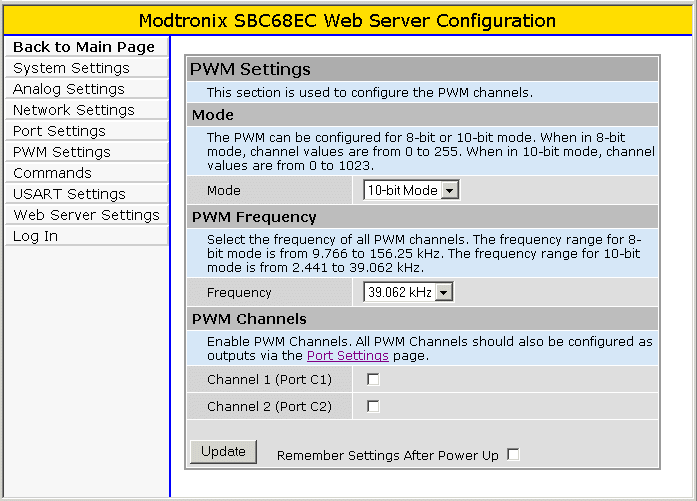 Modtronix SBC68EC Web Server Configuration
Back to Main Page
System Settings
Analog Settings
Network Settings
Port Settings
PWM Settings
Commands
USART Settings
Web Server Settings
Log In
PWM Settings
This section is used to configure the PWM channels.
Mode
The PWM can be configured for 8-bit or 10-bit mode. When in 8-bit
mode, channel values are from 0 to 255. When in 10-bit mode, channel
values are from 0 to 1023.
Mode
10-bit Mode
PWM Frequency
Select the frequency of all PWM channels. The frequency range for 8-
bit mode is from 9.766 to 156.25 kHz. The frequency range for 10-bit
mode is from 2.441 to 39.062 kHz.
Frequency
39.062 kHz
PWM Channels
Enable PWM Channels. All PWM Channels should also be configured as
outputs via the Port Settings page.
Channel 1 (Port C1)
Channel 2 (Port C2)
Update
Remember Settings After Power Up